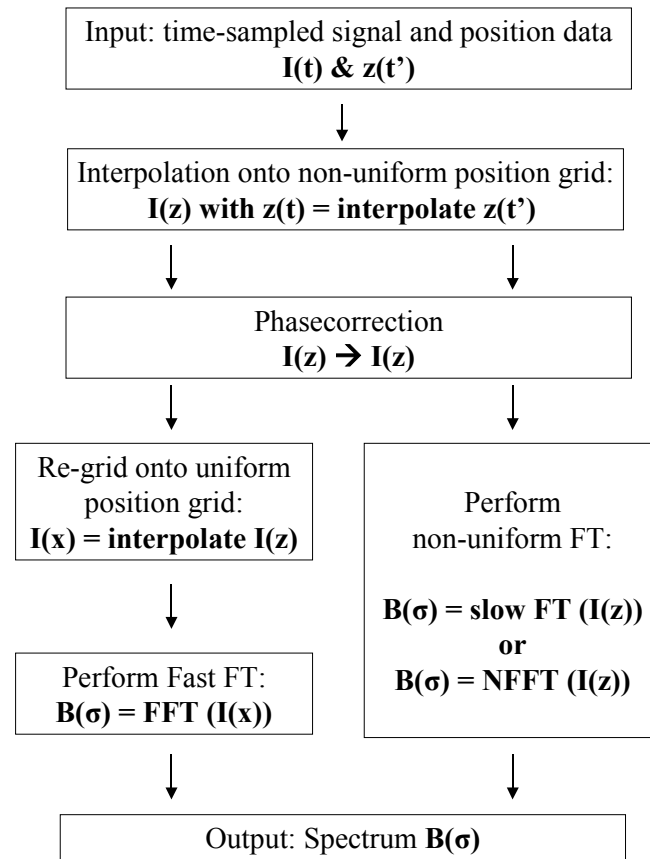 Input: time-sampled signal and position data
I(t) & z(t’)
Interpolation onto non-uniform position grid:
I(z) with z(t) = interpolate z(t’)
Phasecorrection
I(z) → I(z)
Re-grid onto uniform
position grid:
I(x) = interpolate I(z)
Perform Fast FT:
B(σ) = FFT (I(x))
Perform
non-uniform FT:
B(σ) = slow FT (I(z))
or
B(σ) = NFFT (I(z))
Output: Spectrum B(σ)